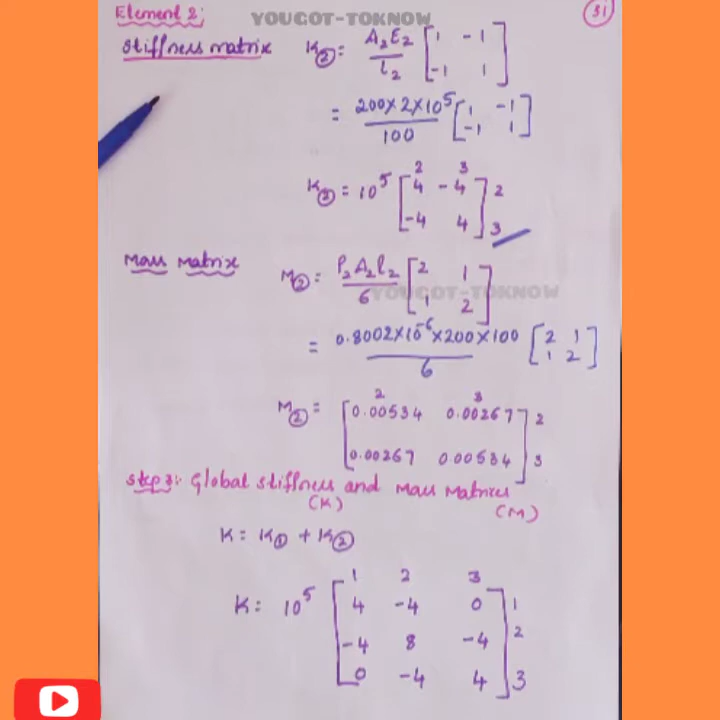 Element 2:
YOUGOT-TOKNOW
31
Stiffness matrix K② = A₂E₂/l₂ [1 -1
-1 1]
= 200×2×10⁵/100 [1 -1
-1 1]
2 3
K② = 10⁵ [4 -4] 2
[-4 4] 3
Mass Matrix M② = ρ₂A₂l₂/6 [2 1
1 2]
YOUGOT-TOKNOW
= 0.8002×10⁻⁶×200×100/6 [2 1
1 2]
2 3
M② = [0.00534 0.00267] 2
[0.00267 0.00534] 3
Step 3: Global stiffness and Mass Matrices
(K) (M)
K = K① + K②
1 2 3
K = 10⁵ [4 -4 0] 1
[-4 8 -4] 2
[0 -4 4] 3